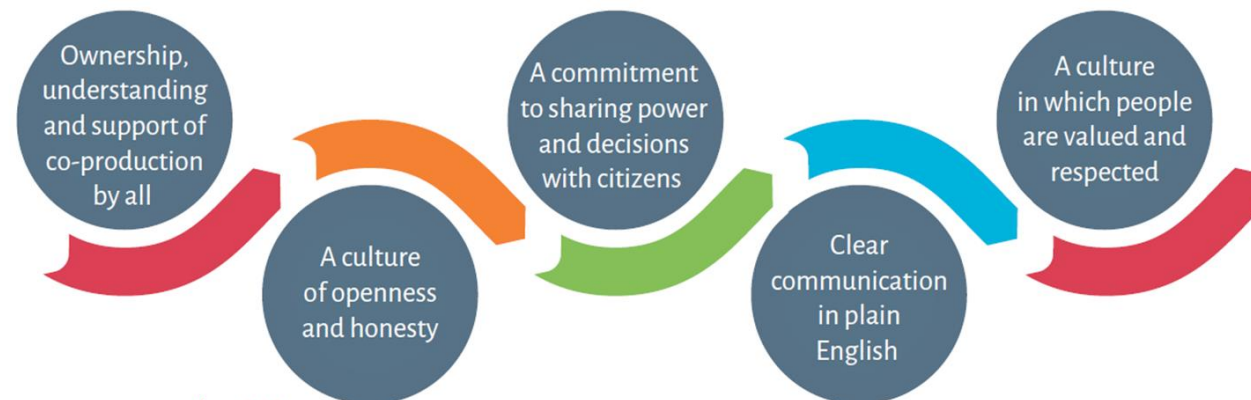 Ownership,
understanding
and support of
co-production
by all
A culture
of openness
and honesty
A commitment
to sharing power
and decisions
with citizens
Clear
communication
in plain
English
A culture
in which people
are valued and
respected